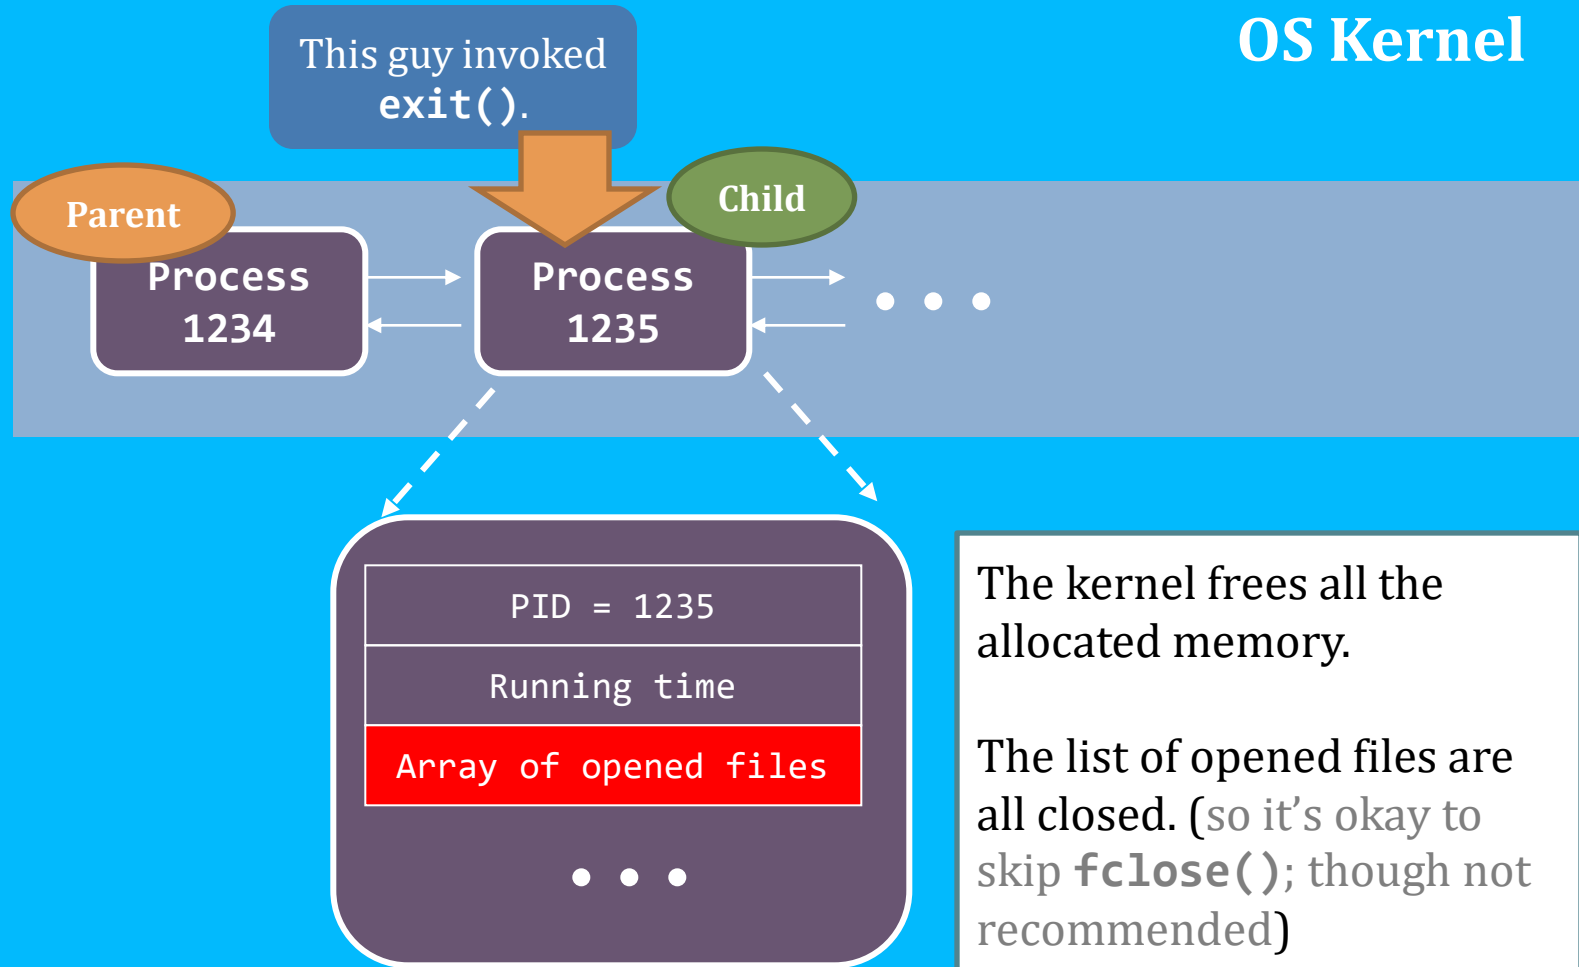 OS Kernel
This guy invoked
exit().
Parent
Child
Process
1234
Process
1235
PID = 1235
Running time
Array of opened files
The kernel frees all the
allocated memory.
The list of opened files are
all closed. (so it’s okay to
skip fclose(); though not
recommended)